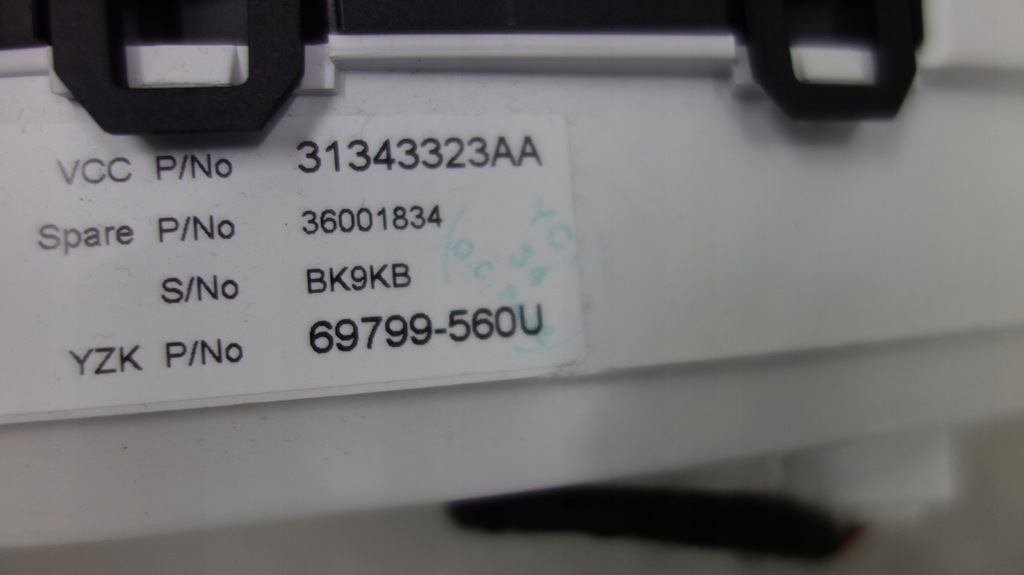 VCC P/No 31343323AA
Spare P/No 36001834
S/No BK9KB
YZK P/No 69799-560U